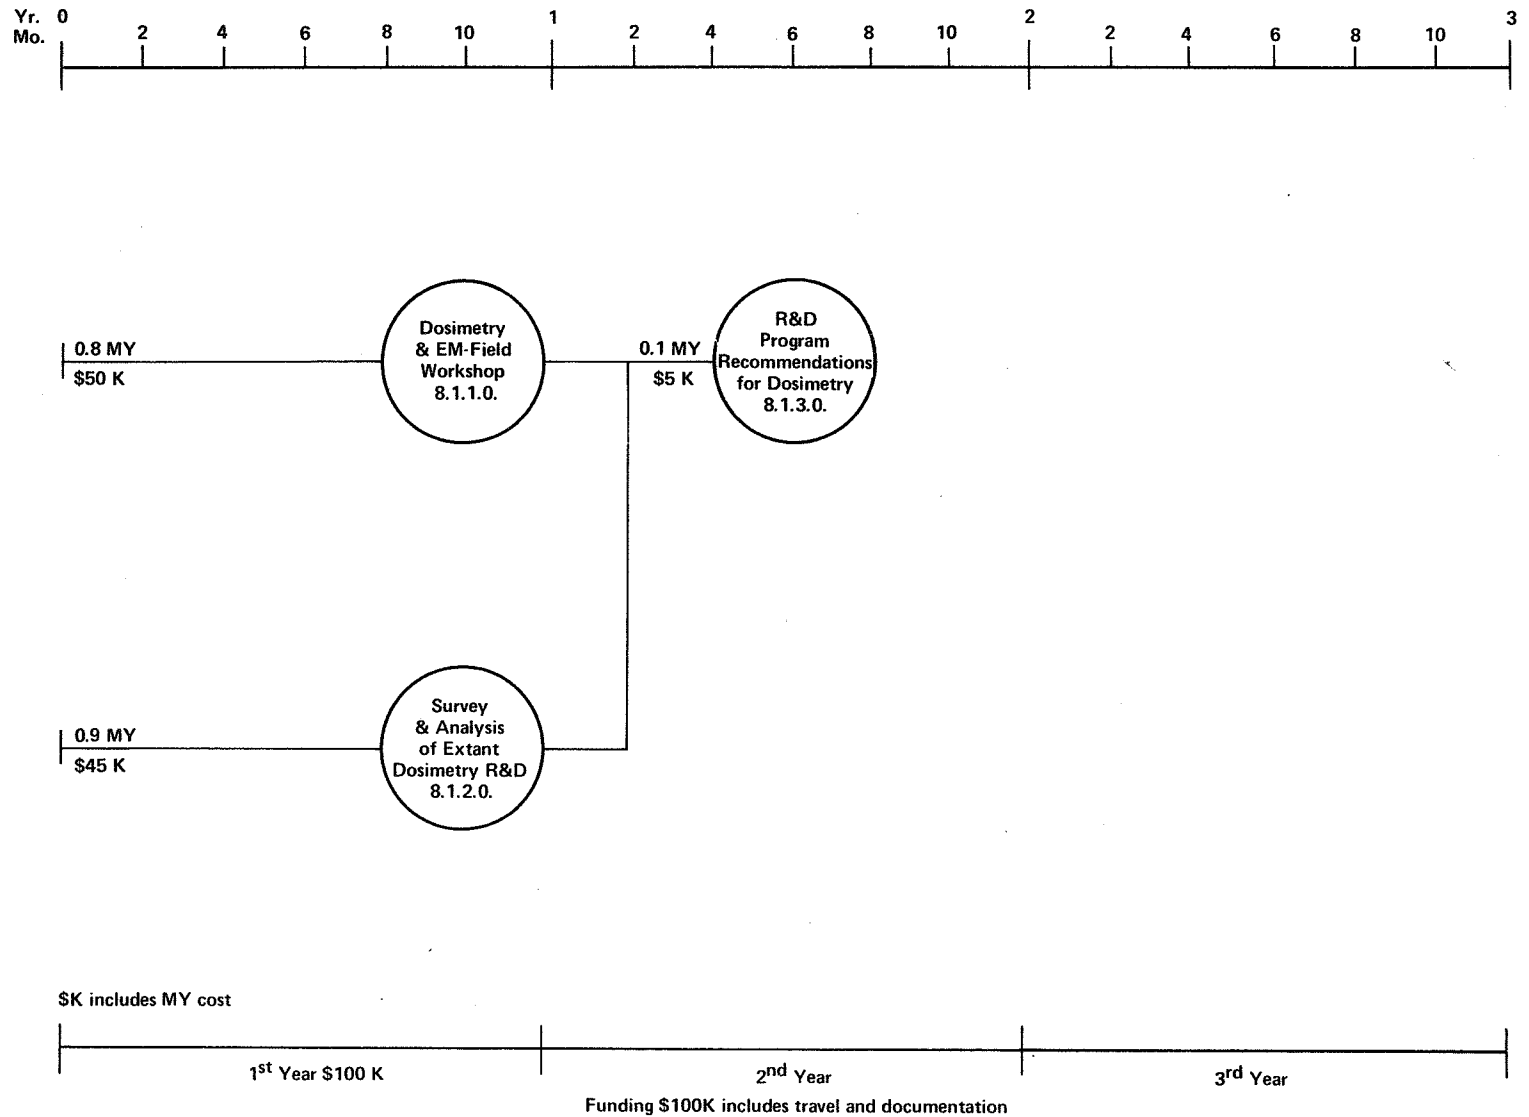 Yr. 0 1 2 3
Mo. 2 4 6 8 10 2 4 6 8 10 2 4 6 8 10
Dosimetry
& EM-Field
Workshop
8.1.1.0.
0.8 MY
$50 K
R&D
Program
Recommendations
for Dosimetry
8.1.3.0.
0.1 MY
$5 K
Survey
& Analysis
of Extant
Dosimetry R&D
8.1.2.0.
0.9 MY
$45 K
$K includes MY cost
1st Year $100 K
2nd Year
3rd Year
Funding $100K includes travel and documentation